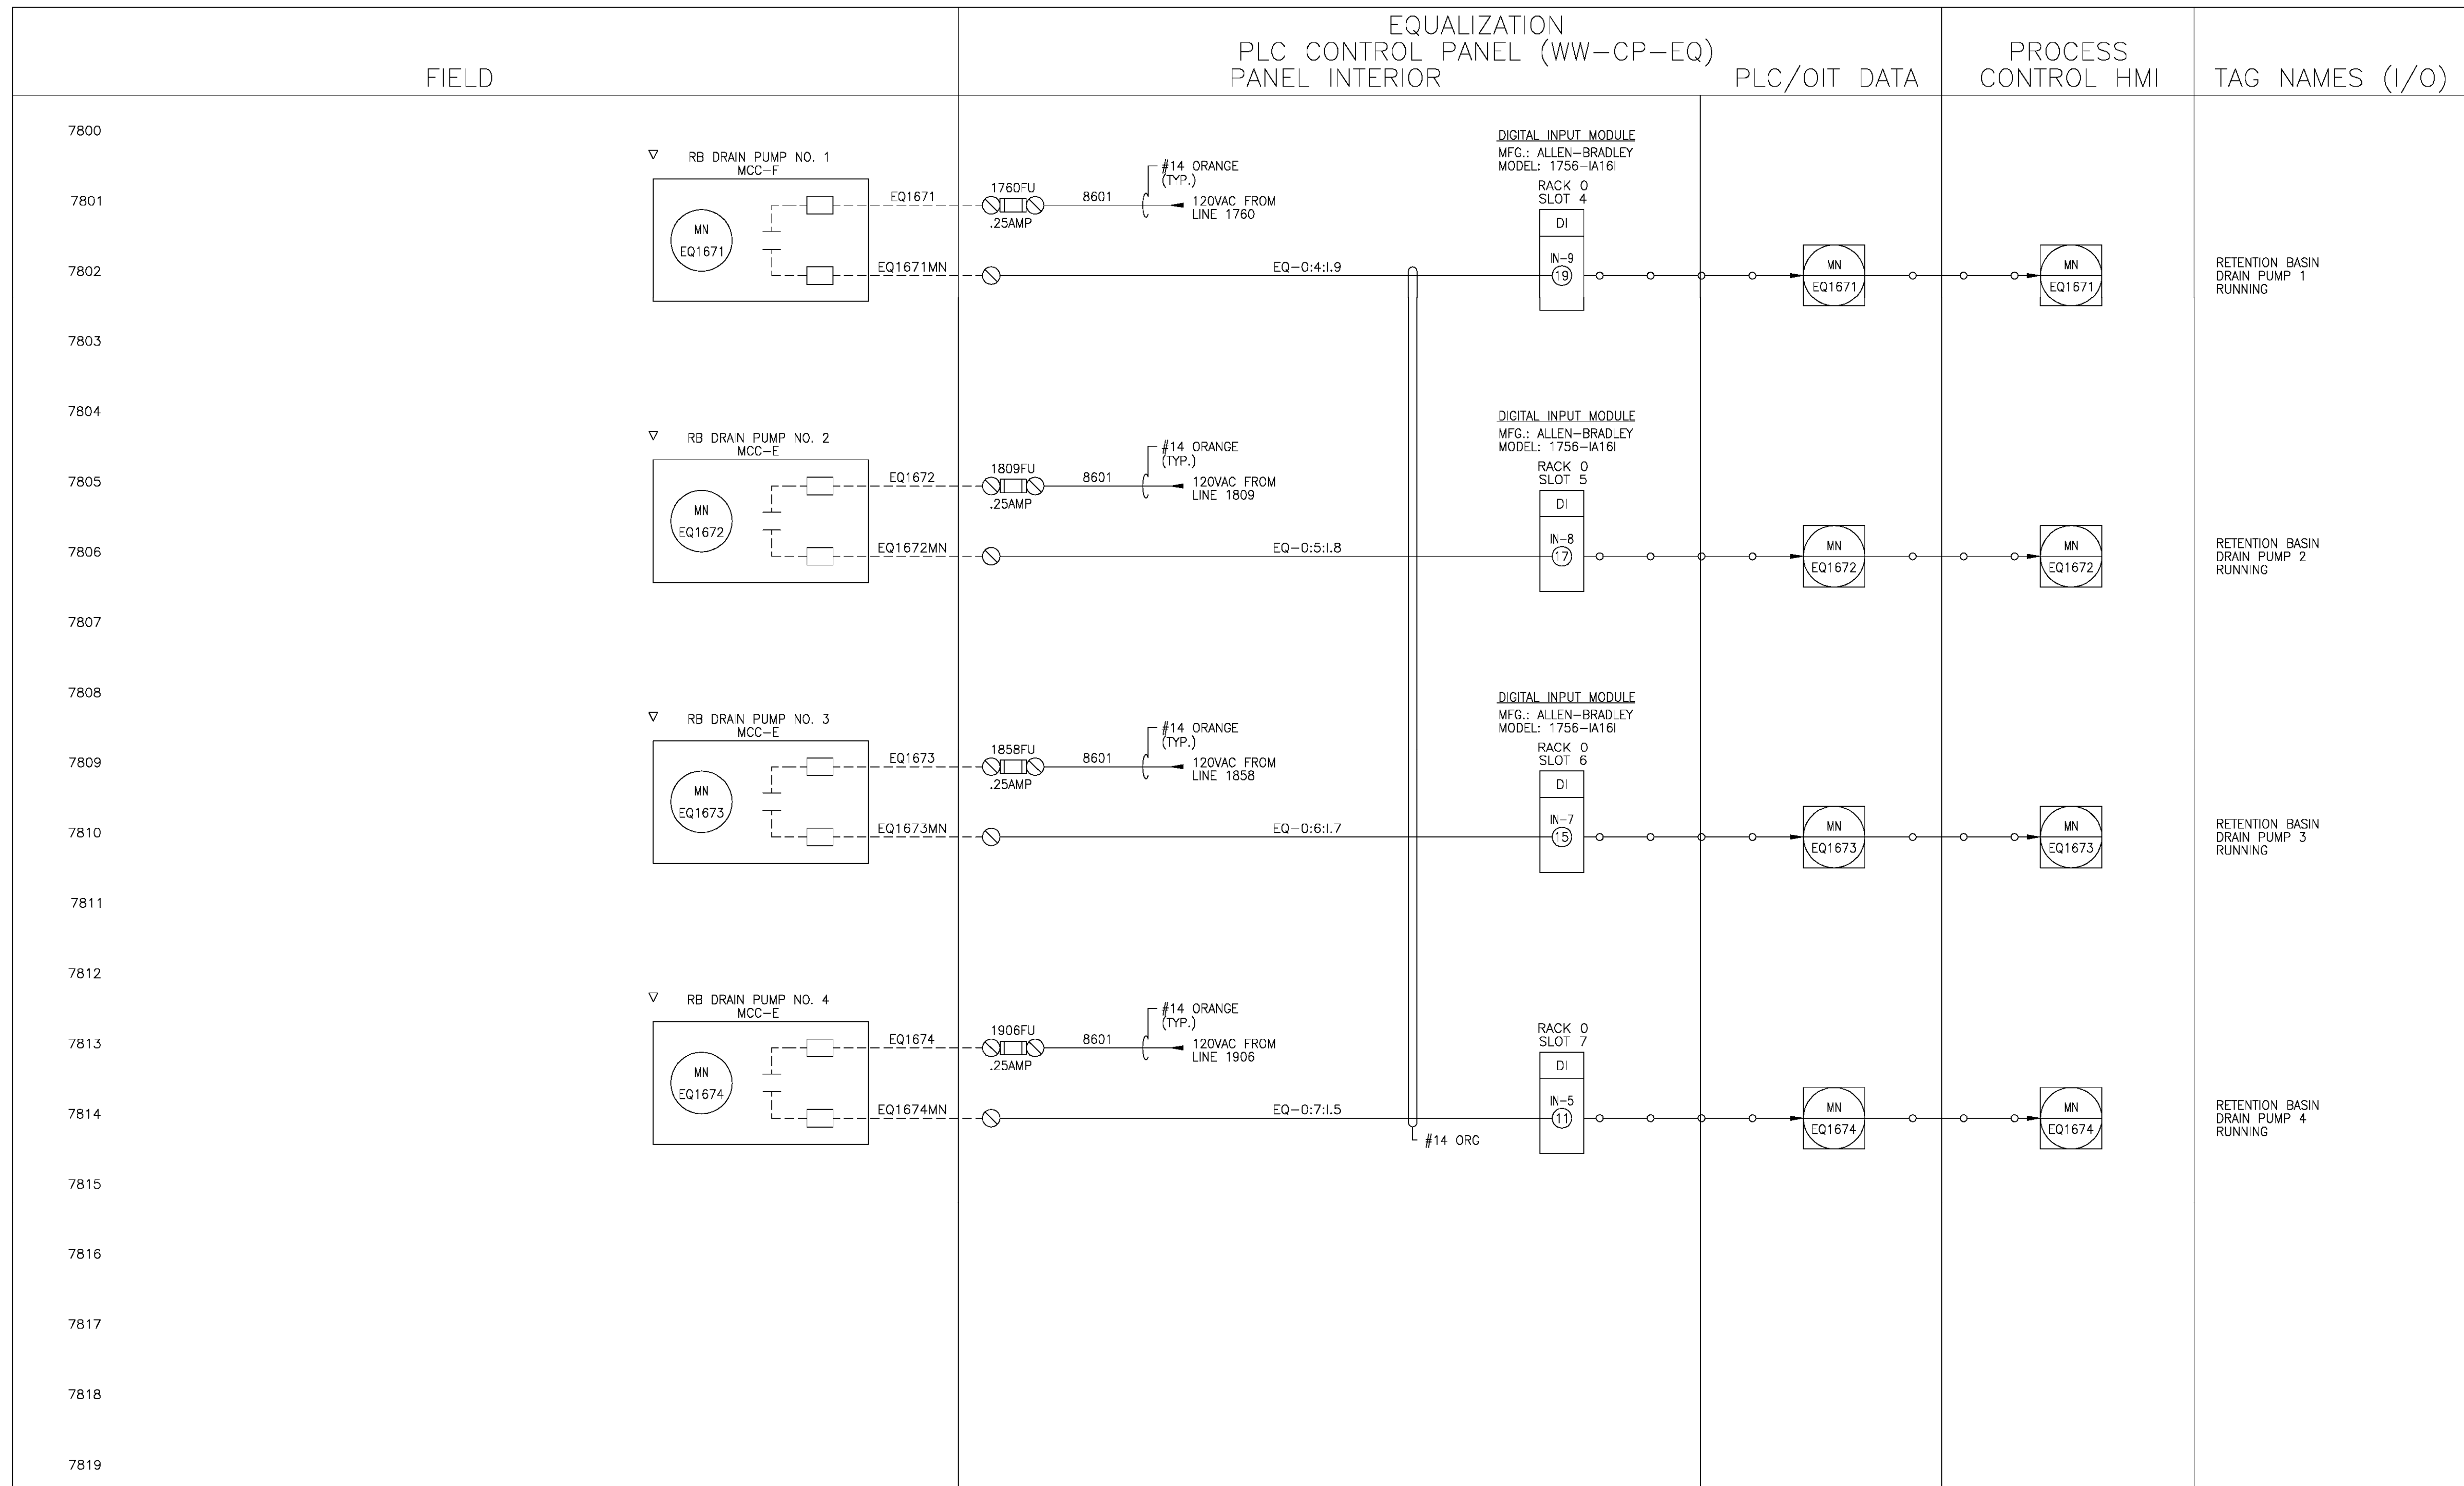 FIELD
EQUALIZATION
PLC CONTROL PANEL (WW-CP-EQ)
PANEL INTERIOR
PLC/OIT DATA
PROCESS
CONTROL HMI
TAG NAMES (I/O)
7800
RB DRAIN PUMP NO. 1
MCC-F
#14 ORANGE
(TYP.)
DIGITAL INPUT MODULE
MFG.: ALLEN-BRADLEY
MODEL: 1756-IA16I
RACK 0
SLOT 4
7801
EQ1671
1760FU
.25AMP
8601
120VAC FROM
LINE 1760
DI
MN
EQ1671
7802
EQ1671MN
EQ-0:4:I.9
IN-9
19
MN
EQ1671
MN
EQ1671
RETENTION BASIN
DRAIN PUMP 1
RUNNING
7803
7804
RB DRAIN PUMP NO. 2
MCC-E
#14 ORANGE
(TYP.)
DIGITAL INPUT MODULE
MFG.: ALLEN-BRADLEY
MODEL: 1756-IA16I
RACK 0
SLOT 5
7805
EQ1672
1809FU
.25AMP
8601
120VAC FROM
LINE 1809
DI
MN
EQ1672
7806
EQ1672MN
EQ-0:5:I.8
IN-8
17
MN
EQ1672
MN
EQ1672
RETENTION BASIN
DRAIN PUMP 2
RUNNING
7807
7808
RB DRAIN PUMP NO. 3
MCC-E
#14 ORANGE
(TYP.)
DIGITAL INPUT MODULE
MFG.: ALLEN-BRADLEY
MODEL: 1756-IA16I
RACK 0
SLOT 6
7809
EQ1673
1858FU
.25AMP
8601
120VAC FROM
LINE 1858
DI
MN
EQ1673
7810
EQ1673MN
EQ-0:6:I.7
IN-7
15
MN
EQ1673
MN
EQ1673
RETENTION BASIN
DRAIN PUMP 3
RUNNING
7811
7812
RB DRAIN PUMP NO. 4
MCC-E
#14 ORANGE
(TYP.)
RACK 0
SLOT 7
7813
EQ1674
1906FU
.25AMP
8601
120VAC FROM
LINE 1906
DI
MN
EQ1674
7814
EQ1674MN
EQ-0:7:I.5
IN-5
11
MN
EQ1674
MN
EQ1674
RETENTION BASIN
DRAIN PUMP 4
RUNNING
#14 ORG
7815
7816
7817
7818
7819